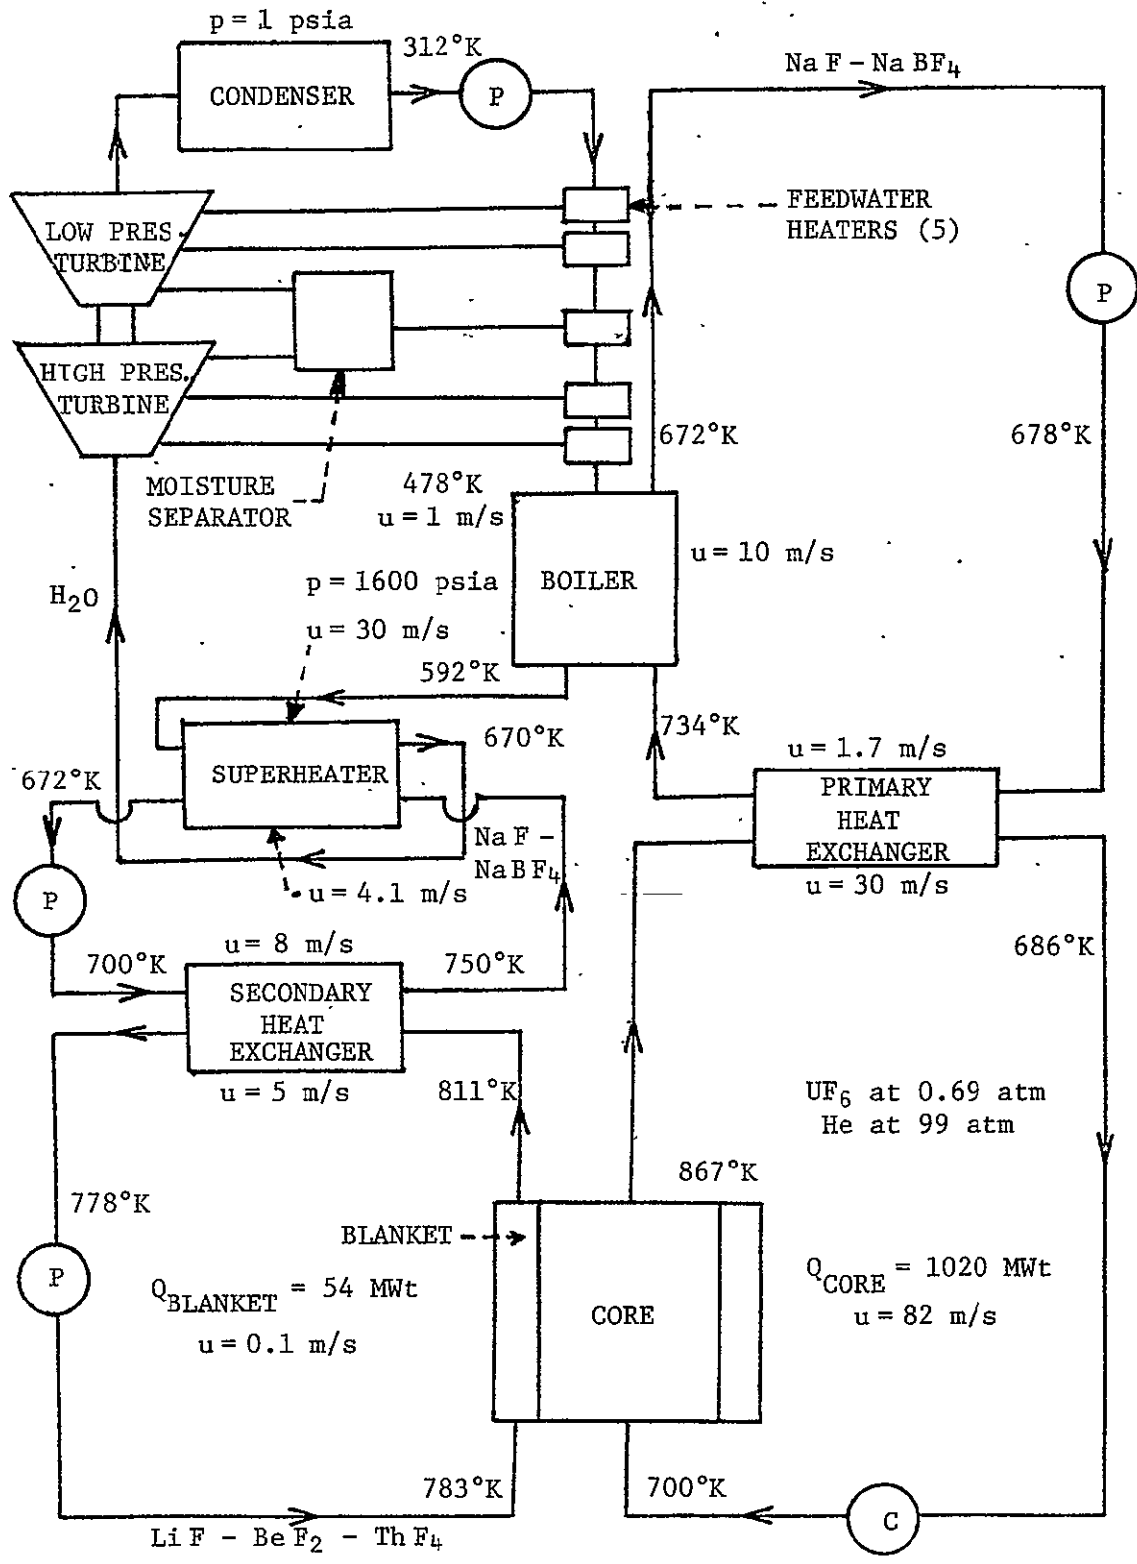 p = 1 psia
312°K
CONDENSER
P
Na F - Na BF4
FEEDWATER
HEATERS (5)
LOW PRES.
TURBINE
P
HIGH PRES.
TURBINE
672°K
678°K
MOISTURE
SEPARATOR
478°K
u = 1 m/s
u = 10 m/s
p = 1600 psia
BOILER
H2O
u = 30 m/s
592°K
734°K
670°K
u = 1.7 m/s
672°K
SUPERHEATER
PRIMARY
HEAT
EXCHANGER
Na F -
Na BF4
u = 4.1 m/s
u = 30 m/s
P
u = 8 m/s
686°K
700°K
750°K
SECONDARY
HEAT
EXCHANGER
u = 5 m/s
811°K
UF6 at 0.69 atm
He at 99 atm
778°K
867°K
BLANKET
P
QBLANKET = 54 MWt
u = 0.1 m/s
CORE
QCORE = 1020 MWt
u = 82 m/s
783°K
700°K
C
Li F - Be F2 - Th F4